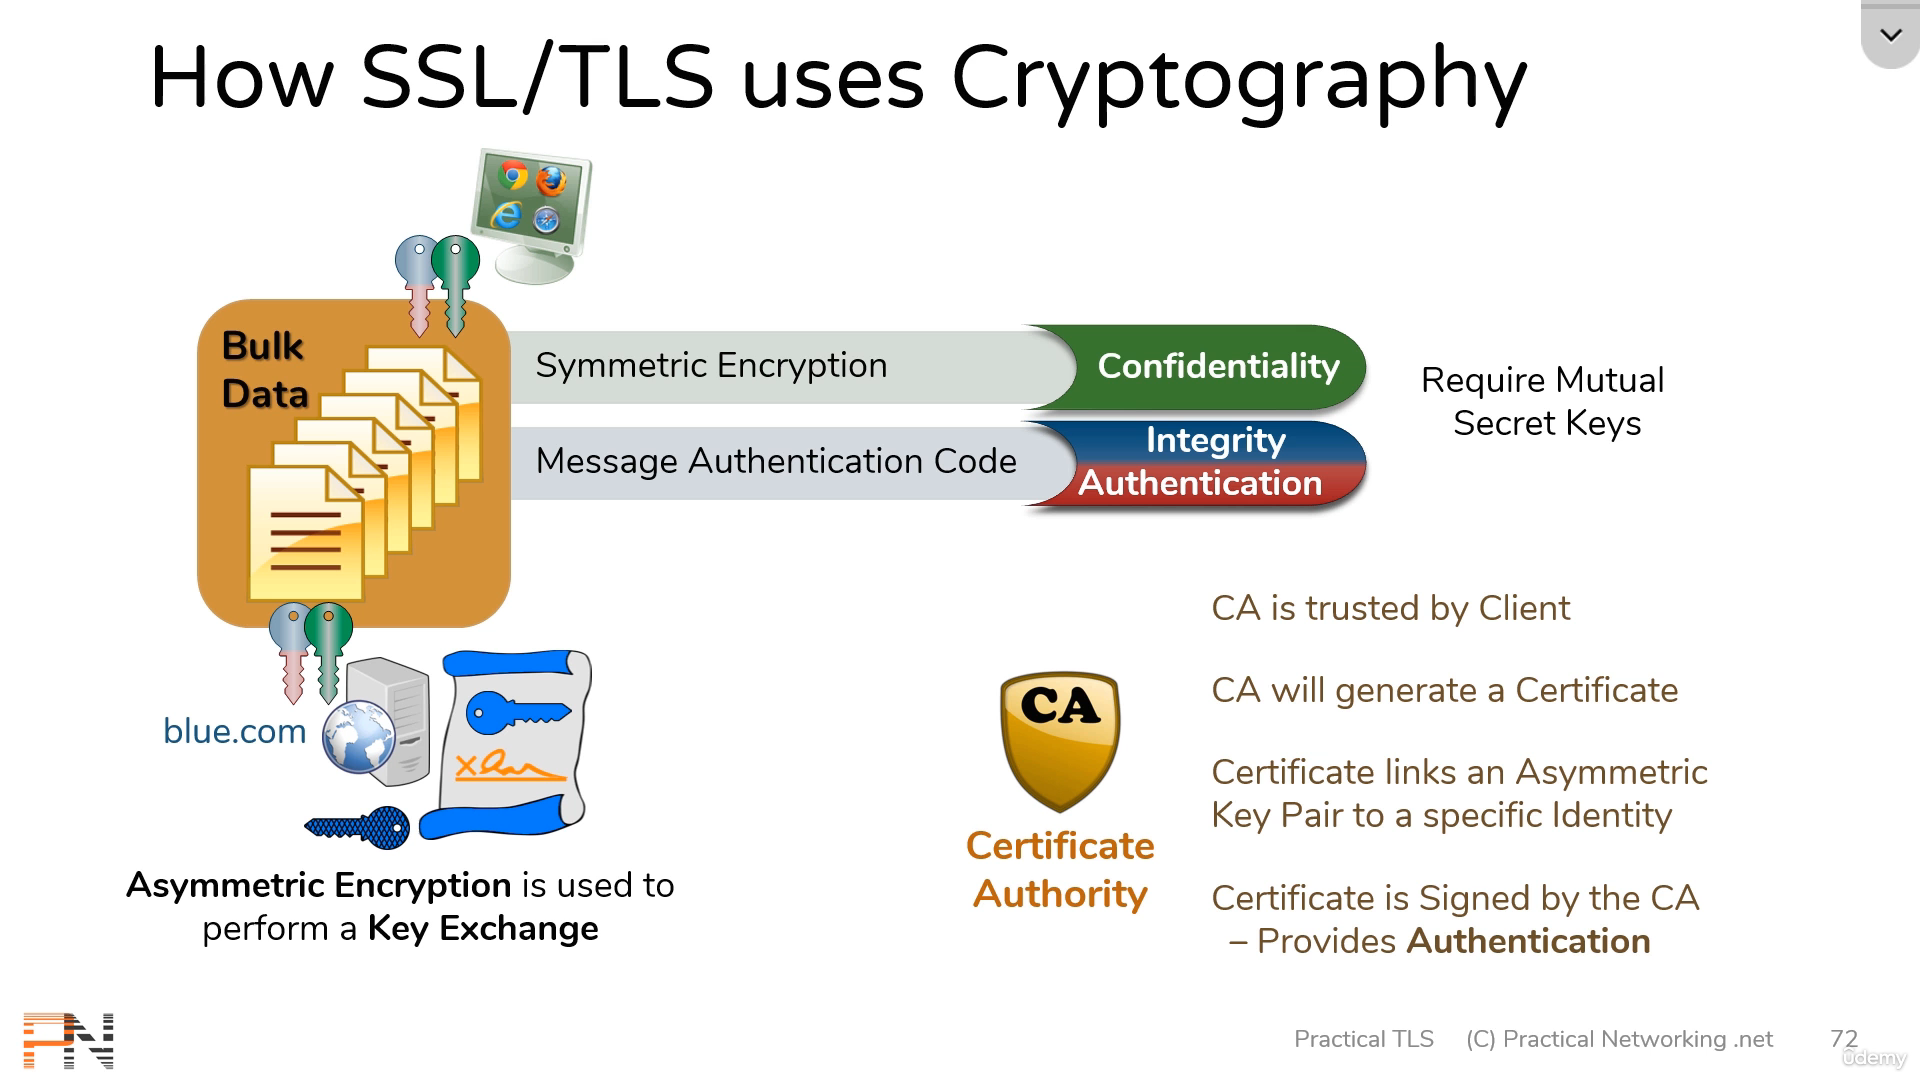 How SSL/TLS uses Cryptography
Bulk
Data
Symmetric Encryption
Confidentiality
Message Authentication Code
Integrity
Authentication
Require Mutual
Secret Keys
blue.com
Asymmetric Encryption is used to
perform a Key Exchange
CA
Certificate
Authority
CA is trusted by Client
CA will generate a Certificate
Certificate links an Asymmetric
Key Pair to a specific Identity
Certificate is Signed by the CA
– Provides Authentication
PN
Practical TLS (C) Practical Networking .net 72
ûdemy